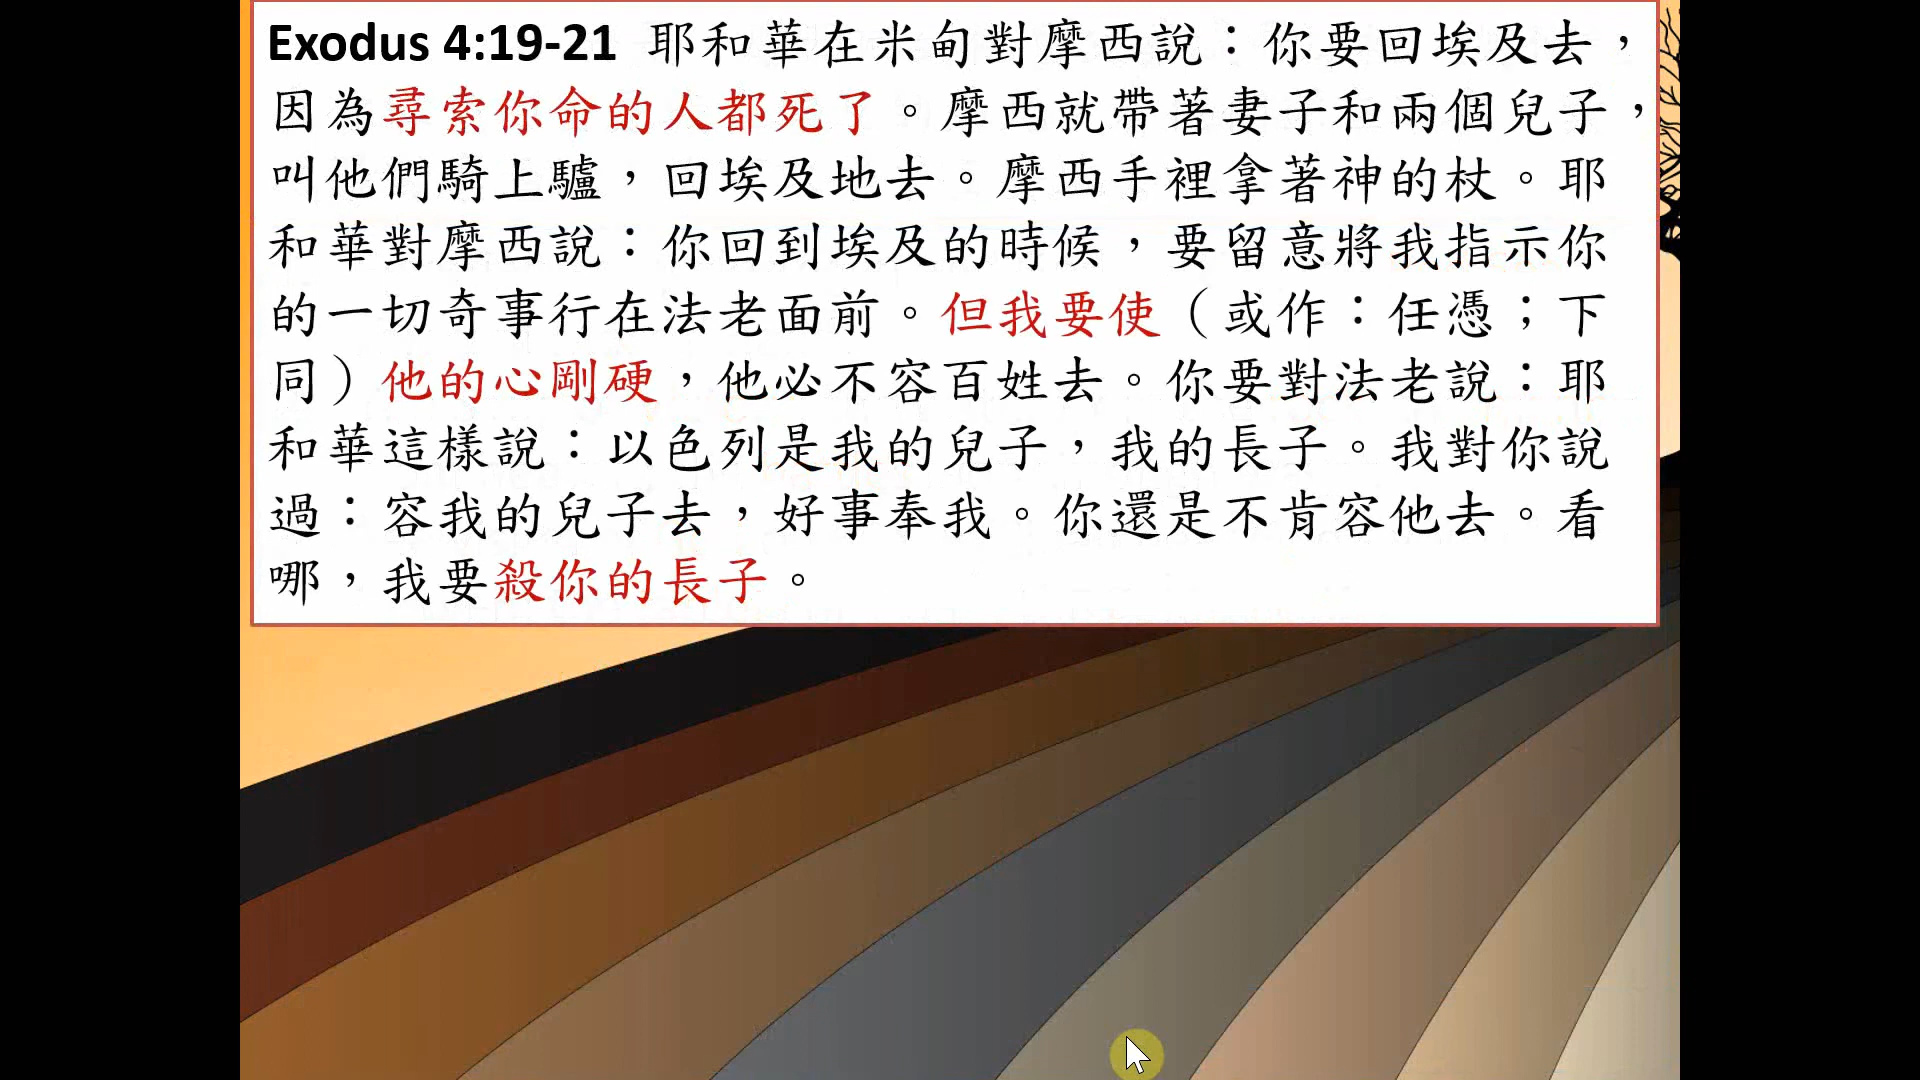 Exodus 4:19-21 耶和華在米甸對摩西說：你要回埃及去，
因為尋索你命的人都死了。摩西就帶著妻子和兩個兒子，
叫他們騎上驢，回埃及地去。摩西手裡拿著神的杖。耶
和華對摩西說：你回到埃及的時候，要留意將我指示你
的一切奇事行在法老面前。但我要使（或作：任憑；下
同）他的心剛硬，他必不容百姓去。你要對法老說：耶
和華這樣說：以色列是我的兒子，我的長子。我對你說
過：容我的兒子去，好事奉我。你還是不肯容他去。看
哪，我要殺你的長子。